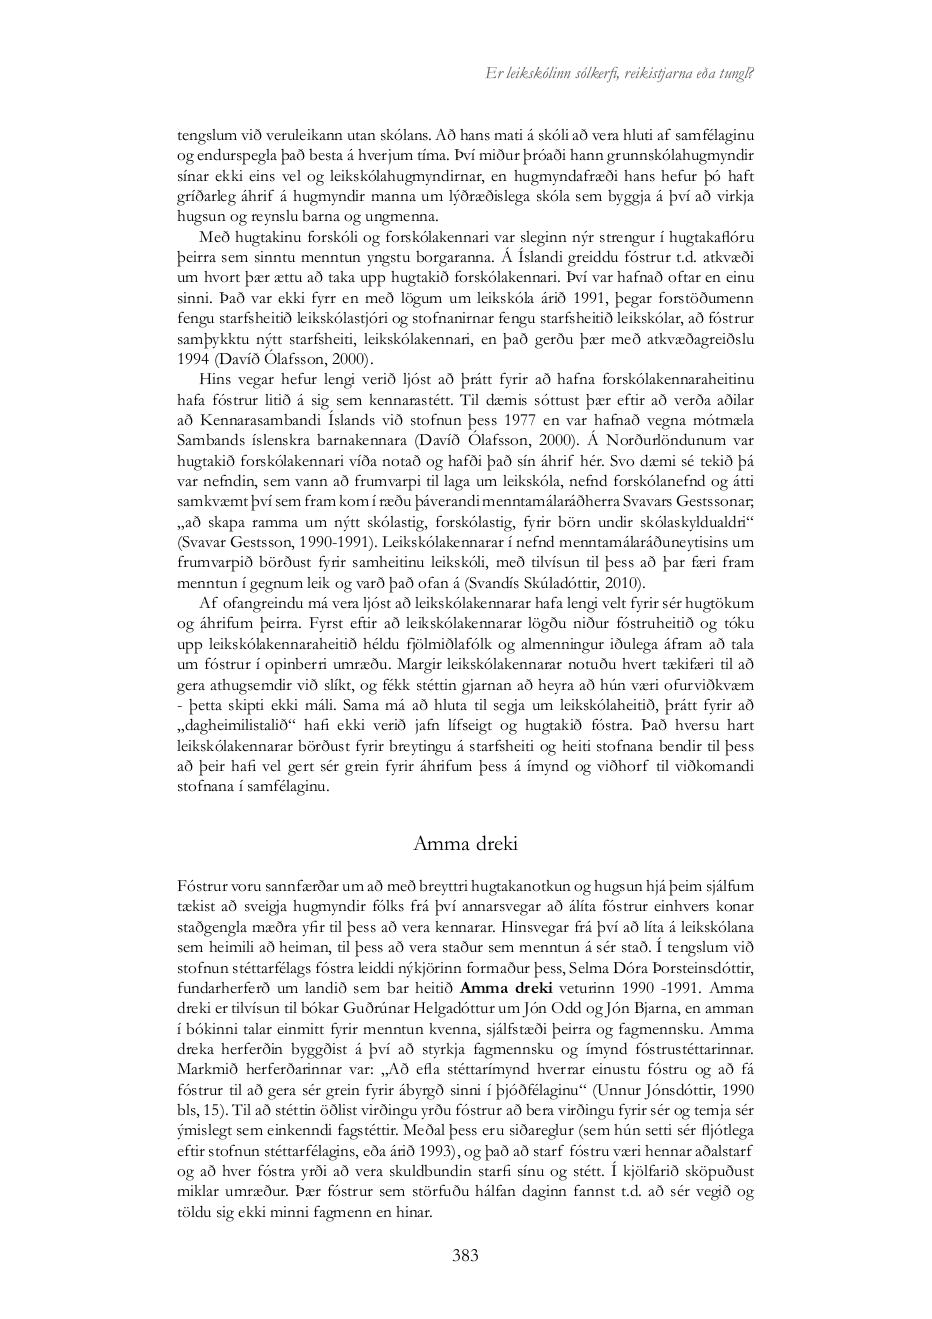 Er leikskólinn sólkerfi, reikistjarna eða tungl?
tengslum við veruleikann utan skólans. Að hans mati á skóli að vera hluti af samfélaginu
og endurspegla það besta á hverjum tíma. Því miður þróaði hann grunnskólahugmyndir
sínar ekki eins vel og leikskólahugmyndirnar, en hugmyndafræði hans hefur þó haft
gríðarleg áhrif á hugmyndir manna um lýðræðislega skóla sem byggja á því að virkja
hugsun og reynslu barna og ungmenna.
Með hugtakinu forskóli og forskólakennari var sleginn nýr strengur í hugtakaflóru
þeirra sem sinntu menntun yngstu borgaranna. Á Íslandi greiddu fóstrur t.d. atkvæði
um hvort þær ættu að taka upp hugtakið forskólakennari. Því var hafnað oftar en einu
sinni. Það var ekki fyrr en með lögum um leikskóla árið 1991, þegar forstöðumenn
fengu starfsheitið leikskólastjóri og stofnanirnar fengu starfsheitið leikskólar, að fóstrur
samþykktu nýtt starfsheiti, leikskólakennari, en það gerðu þær með atkvæðagreiðslu
1994 (Davíð Ólafsson, 2000).
Hins vegar hefur lengi verið ljóst að þrátt fyrir að hafna forskólakennaraheitinu
hafa fóstrur litið á sig sem kennarastétt. Til dæmis sóttust þær eftir að verða aðilar
að Kennarasambandi Íslands við stofnun þess 1977 en var hafnað vegna mótmæla
Sambands íslenskra barnakennara (Davíð Ólafsson, 2000). Á Norðurlöndunum var
hugtakið forskólakennari víða notað og hafði það sín áhrif hér. Svo dæmi sé tekið þá
var nefndin, sem vann að frumvarpi til laga um leikskóla, nefnd forskólanefnd og átti
samkvæmt því sem fram kom í ræðu þáverandi menntamálaráðherra Svavars Gestssonar;
„að skapa ramma um nýtt skólastig, forskólastig, fyrir börn undir skólaskyldualdri“
(Svavar Gestsson, 1990-1991). Leikskólakennarar í nefnd menntamálaráðuneytisins um
frumvarpið börðust fyrir samheitinu leikskóli, með tilvísun til þess að þar færi fram
menntun í gegnum leik og varð það ofan á (Svandís Skúladóttir, 2010).
Af ofangreindu má vera ljóst að leikskólakennarar hafa lengi velt fyrir sér hugtökum
og áhrifum þeirra. Fyrst eftir að leikskólakennarar lögðu niður fóstruheitið og tóku
upp leikskólakennaraheitið héldu fjölmiðlafólk og almenningur iðulega áfram að tala
um fóstrur í opinberri umræðu. Margir leikskólakennarar notuðu hvert tækifæri til að
gera athugsemdir við slíkt, og fékk stéttin gjarnan að heyra að hún væri ofurviðkvæm
- þetta skipti ekki máli. Sama má að hluta til segja um leikskólaheitið, þrátt fyrir að
„dagheimilistalið“ hafi ekki verið jafn lífseigt og hugtakið fóstra. Það hversu hart
leikskólakennarar börðust fyrir breytingu á starfsheiti og heiti stofnana bendir til þess
að þeir hafi vel gert sér grein fyrir áhrifum þess á ímynd og viðhorf til viðkomandi
stofnana í samfélaginu.
Amma dreki
Fóstrur voru sannfærðar um að með breyttri hugtakanotkun og hugsun hjá þeim sjálfum
tækist að sveigja hugmyndir fólks frá því annarsvegar að álíta fóstrur einhvers konar
staðgengla mæðra yfir til þess að vera kennarar. Hinsvegar frá því að líta á leikskólana
sem heimili að heiman, til þess að vera staður sem menntun á sér stað. Í tengslum við
stofnun stéttarfélags fóstra leiddi nýkjörinn formaður þess, Selma Dóra Þorsteinsdóttir,
fundarherferð um landið sem bar heitið Amma dreki veturinn 1990 -1991. Amma
dreki er tilvísun til bókar Guðrúnar Helgadóttur um Jón Odd og Jón Bjarna, en amman
í bókinni talar einmitt fyrir menntun kvenna, sjálfstæði þeirra og fagmennsku. Amma
dreka herferðin byggðist á því að styrkja fagmennsku og ímynd fóstrustéttarinnar.
Markmið herferðarinnar var: „Að efla stéttarímynd hverrar einustu fóstru og að fá
fóstrur til að gera sér grein fyrir ábyrgð sinni í þjóðfélaginu“ (Unnur Jónsdóttir, 1990
bls, 15). Til að stéttin öðlist virðingu yrðu fóstrur að bera virðingu fyrir sér og temja sér
ýmislegt sem einkenndi fagstéttir. Meðal þess eru siðareglur (sem hún setti sér fljótlega
eftir stofnun stéttarfélagins, eða árið 1993), og það að starf fóstru væri hennar aðalstarf
og að hver fóstra yrði að vera skuldbundin starfi sínu og stétt. Í kjölfarið sköpuðust
miklar umræður. Þær fóstrur sem störfuðu hálfan daginn fannst t.d. að sér vegið og
töldu sig ekki minni fagmenn en hinar.
383